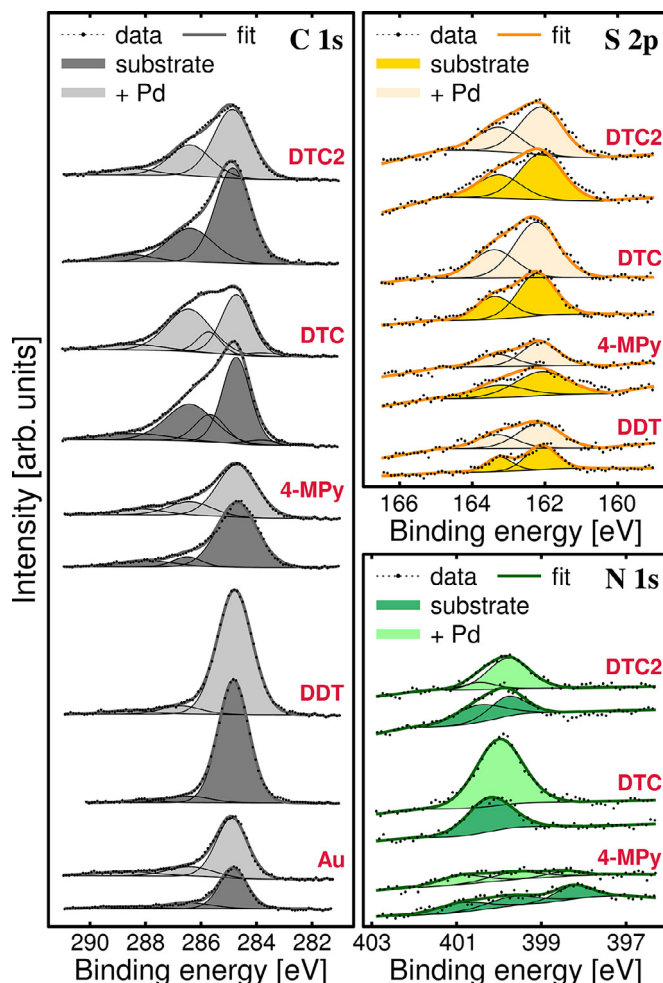 C 1s
data
fit
substrate
+ Pd
DTC2
DTC
4-MPy
DDT
Au
Intensity [arb. units]
290 288 286 284 282
Binding energy [eV]
S 2p
data
fit
substrate
+ Pd
DTC2
DTC
4-MPy
DDT
166 164 162 160
Binding energy [eV]
N 1s
data
fit
substrate
+ Pd
DTC2
DTC
4-MPy
403 401 399 397
Binding energy [eV]